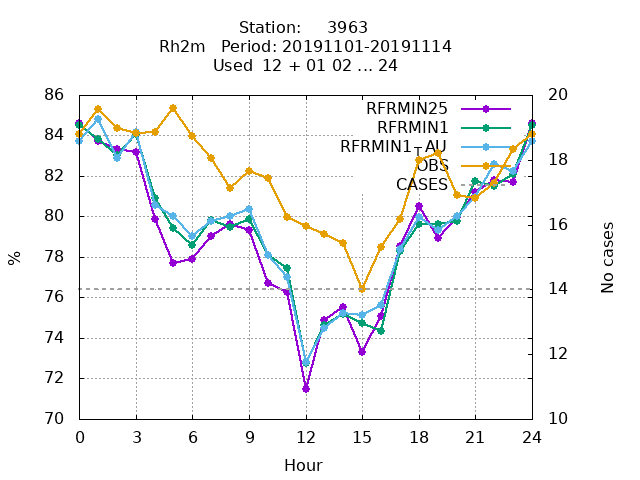 Station: 3963
Rh2m Period: 20191101-20191114
Used 12 + 01 02 ... 24
86
84
82
80
78
76
74
72
70
20
18
16
14
12
10
RFRMIN25
RFRMIN1
RFRMIN1_AU
OBS
CASES
%
No cases
0 3 6 9 12 15 18 21 24
Hour